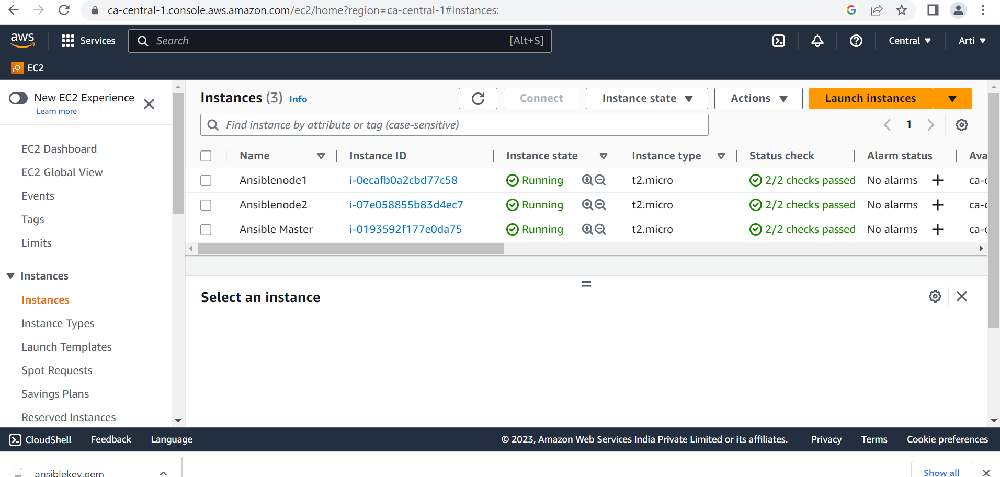 ca-central-1.console.aws.amazon.com/ec2/home?region=ca-central-1#Instances:
aws Services Search [Alt+S] Central Arti
EC2
New EC2 Experience
Learn more
EC2 Dashboard
EC2 Global View
Events
Tags
Limits
Instances
Instances
Instance Types
Launch Templates
Spot Requests
Savings Plans
Reserved Instances
Instances (3) Info Connect Instance state Actions Launch instances
Find instance by attribute or tag (case-sensitive) 1
Name Instance ID Instance state Instance type Status check Alarm status Ava
Ansiblenode1 i-0ecafb0a2cbd77c58 Running t2.micro 2/2 checks passed No alarms ca-c
Ansiblenode2 i-07e058855b83d4ec7 Running t2.micro 2/2 checks passed No alarms ca-c
Ansible Master i-0193592f177e0da75 Running t2.micro 2/2 checks passed No alarms ca-c
Select an instance
CloudShell Feedback Language © 2023, Amazon Web Services India Private Limited or its affiliates. Privacy Terms Cookie preferences
ansiblekey.pem Show all